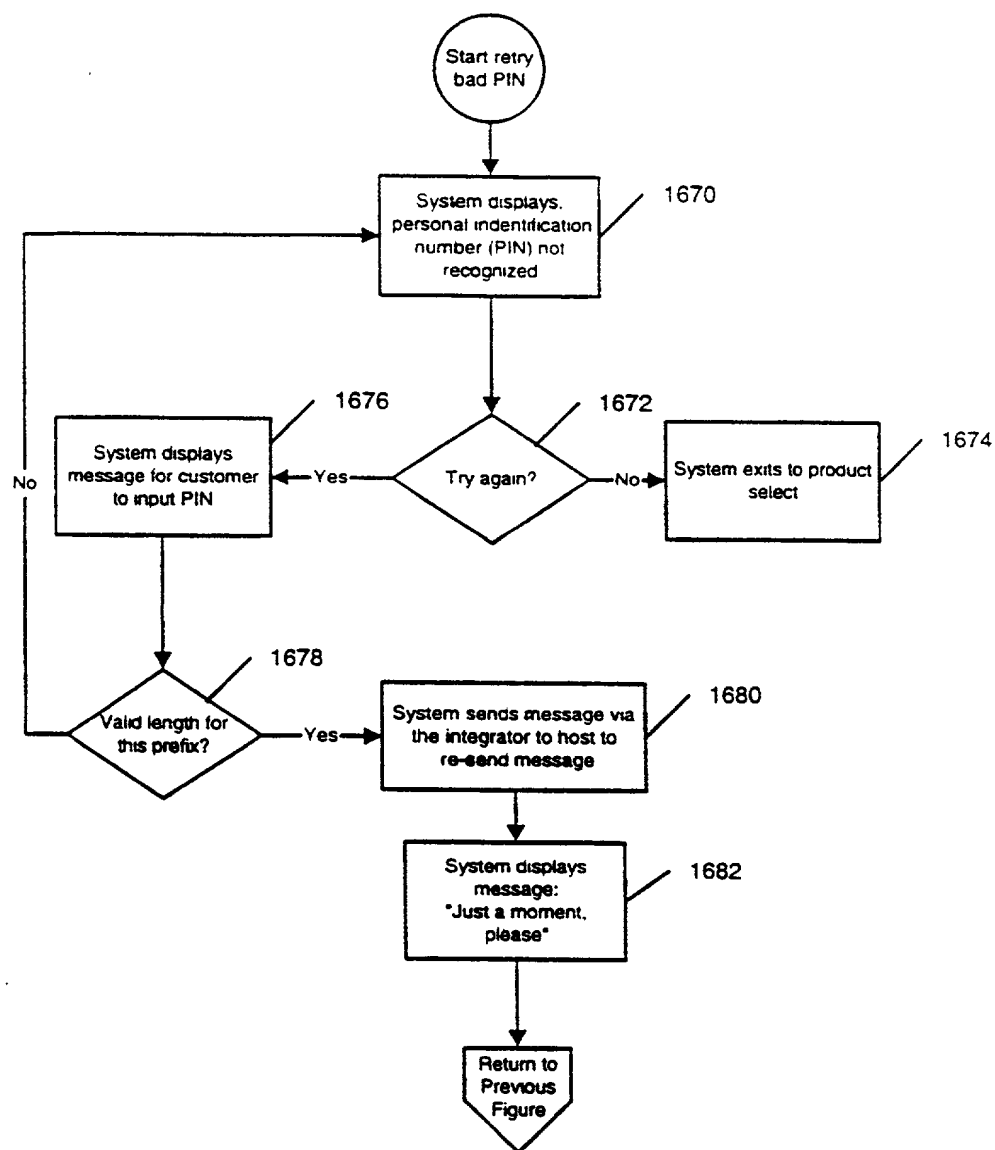 Start retry
bad PIN
1670
System displays,
personal indentification
number (PIN) not
recognized
1676
1672
1674
System displays
message for customer
to input PIN
No
Yes
Try again?
No
System exits to product
select
1678
Valid length for
this prefix?
Yes
1680
System sends message via
the integrator to host to
re-send message
1682
System displays
message:
"Just a moment,
please"
Return to
Previous
Figure